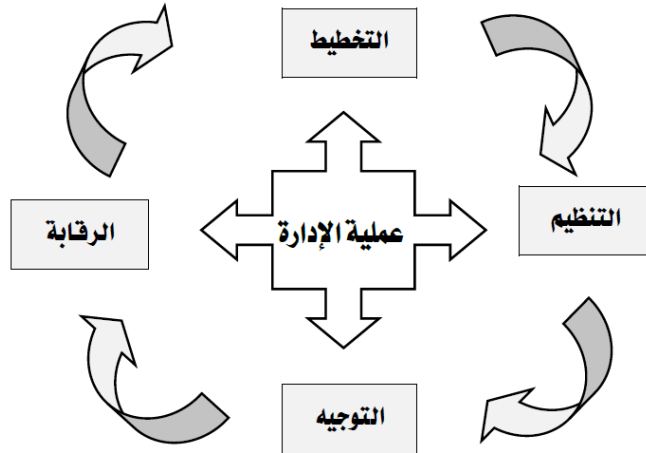 التخطيط
التنظيم
عملية الإدارة
الرقابة
التوجيه